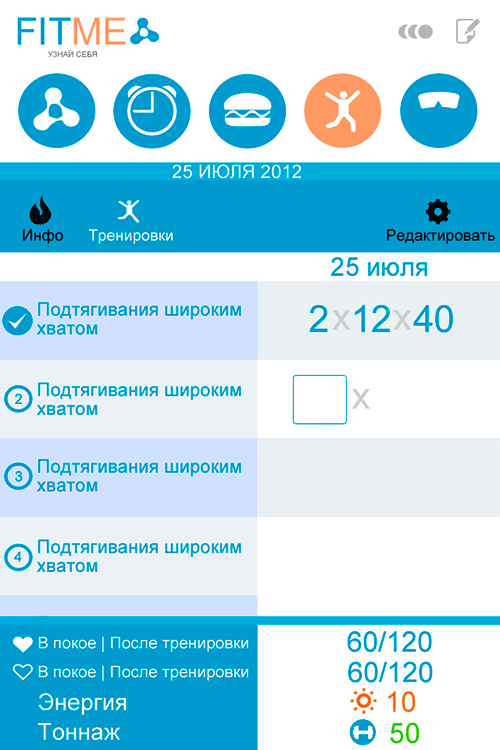 FITME
УЗНАЙ СЕБЯ
25 ИЮЛЯ 2012
Инфо
Тренировки
Редактировать
25 июля
Подтягивания широким
хватом
2x12x40
2
Подтягивания широким
хватом
x
3
Подтягивания широким
хватом
4
Подтягивания широким
хватом
В покое | После тренировки
60/120
В покое | После тренировки
60/120
Энергия
10
Тоннаж
50